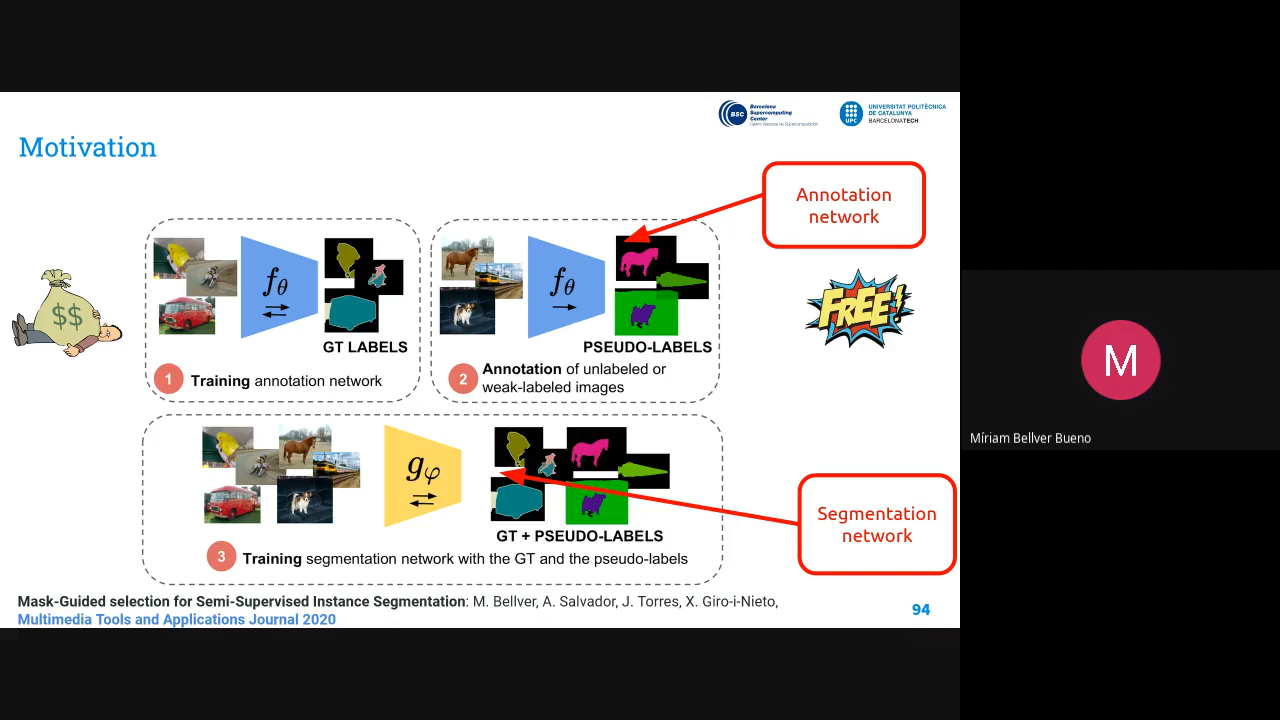 Barcelona
Supercomputing
Center
Centro Nacional de Supercomputación
BSC
UPC
UNIVERSITAT POLITÈCNICA
DE CATALUNYA
BARCELONATECH
Motivation
Annotation
network
fθ
GT LABELS
1 Training annotation network
fθ
PSEUDO-LABELS
2 Annotation of unlabeled or
weak-labeled images
$$
FREE!
gφ
GT + PSEUDO-LABELS
3 Training segmentation network with the GT and the pseudo-labels
Segmentation
network
Mask-Guided selection for Semi-Supervised Instance Segmentation: M. Bellver, A. Salvador, J. Torres, X. Giro-i-Nieto,
Multimedia Tools and Applications Journal 2020
94
M
Míriam Bellver Bueno